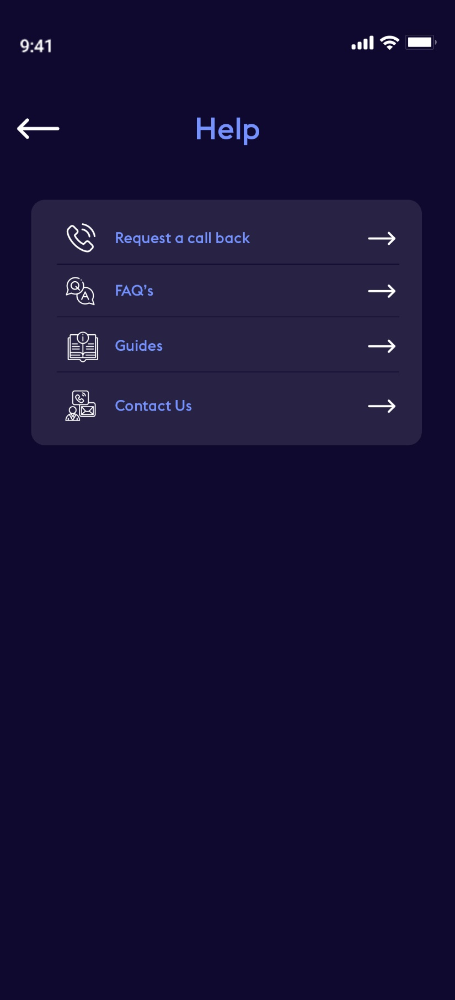 9:41
Help
Request a call back
Q
A
FAQ’s
i
Guides
Contact Us